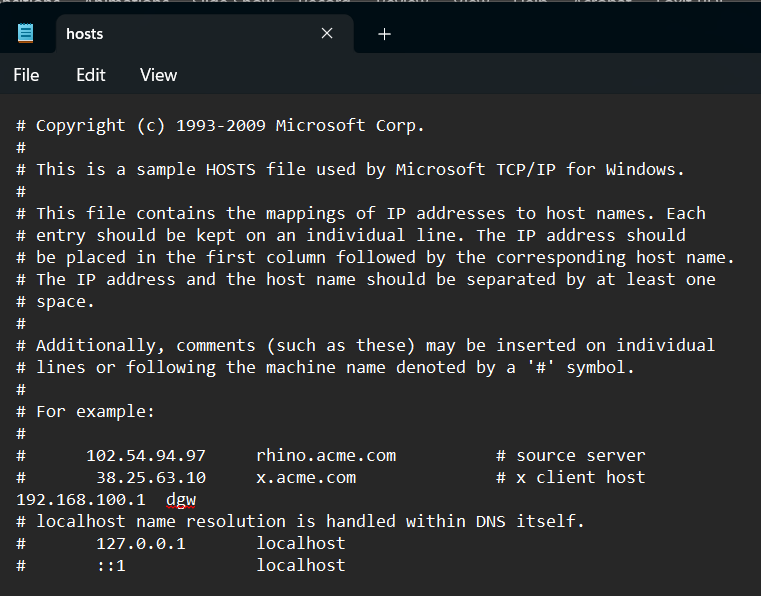 hosts
File Edit View
# Copyright (c) 1993-2009 Microsoft Corp.
#
# This is a sample HOSTS file used by Microsoft TCP/IP for Windows.
#
# This file contains the mappings of IP addresses to host names. Each
# entry should be kept on an individual line. The IP address should
# be placed in the first column followed by the corresponding host name.
# The IP address and the host name should be separated by at least one
# space.
#
# Additionally, comments (such as these) may be inserted on individual
# lines or following the machine name denoted by a '#' symbol.
#
# For example:
#
#      102.54.94.97     rhino.acme.com          # source server
#       38.25.63.10     x.acme.com              # x client host
192.168.100.1  dgw
# localhost name resolution is handled within DNS itself.
#       127.0.0.1       localhost
#       ::1             localhost